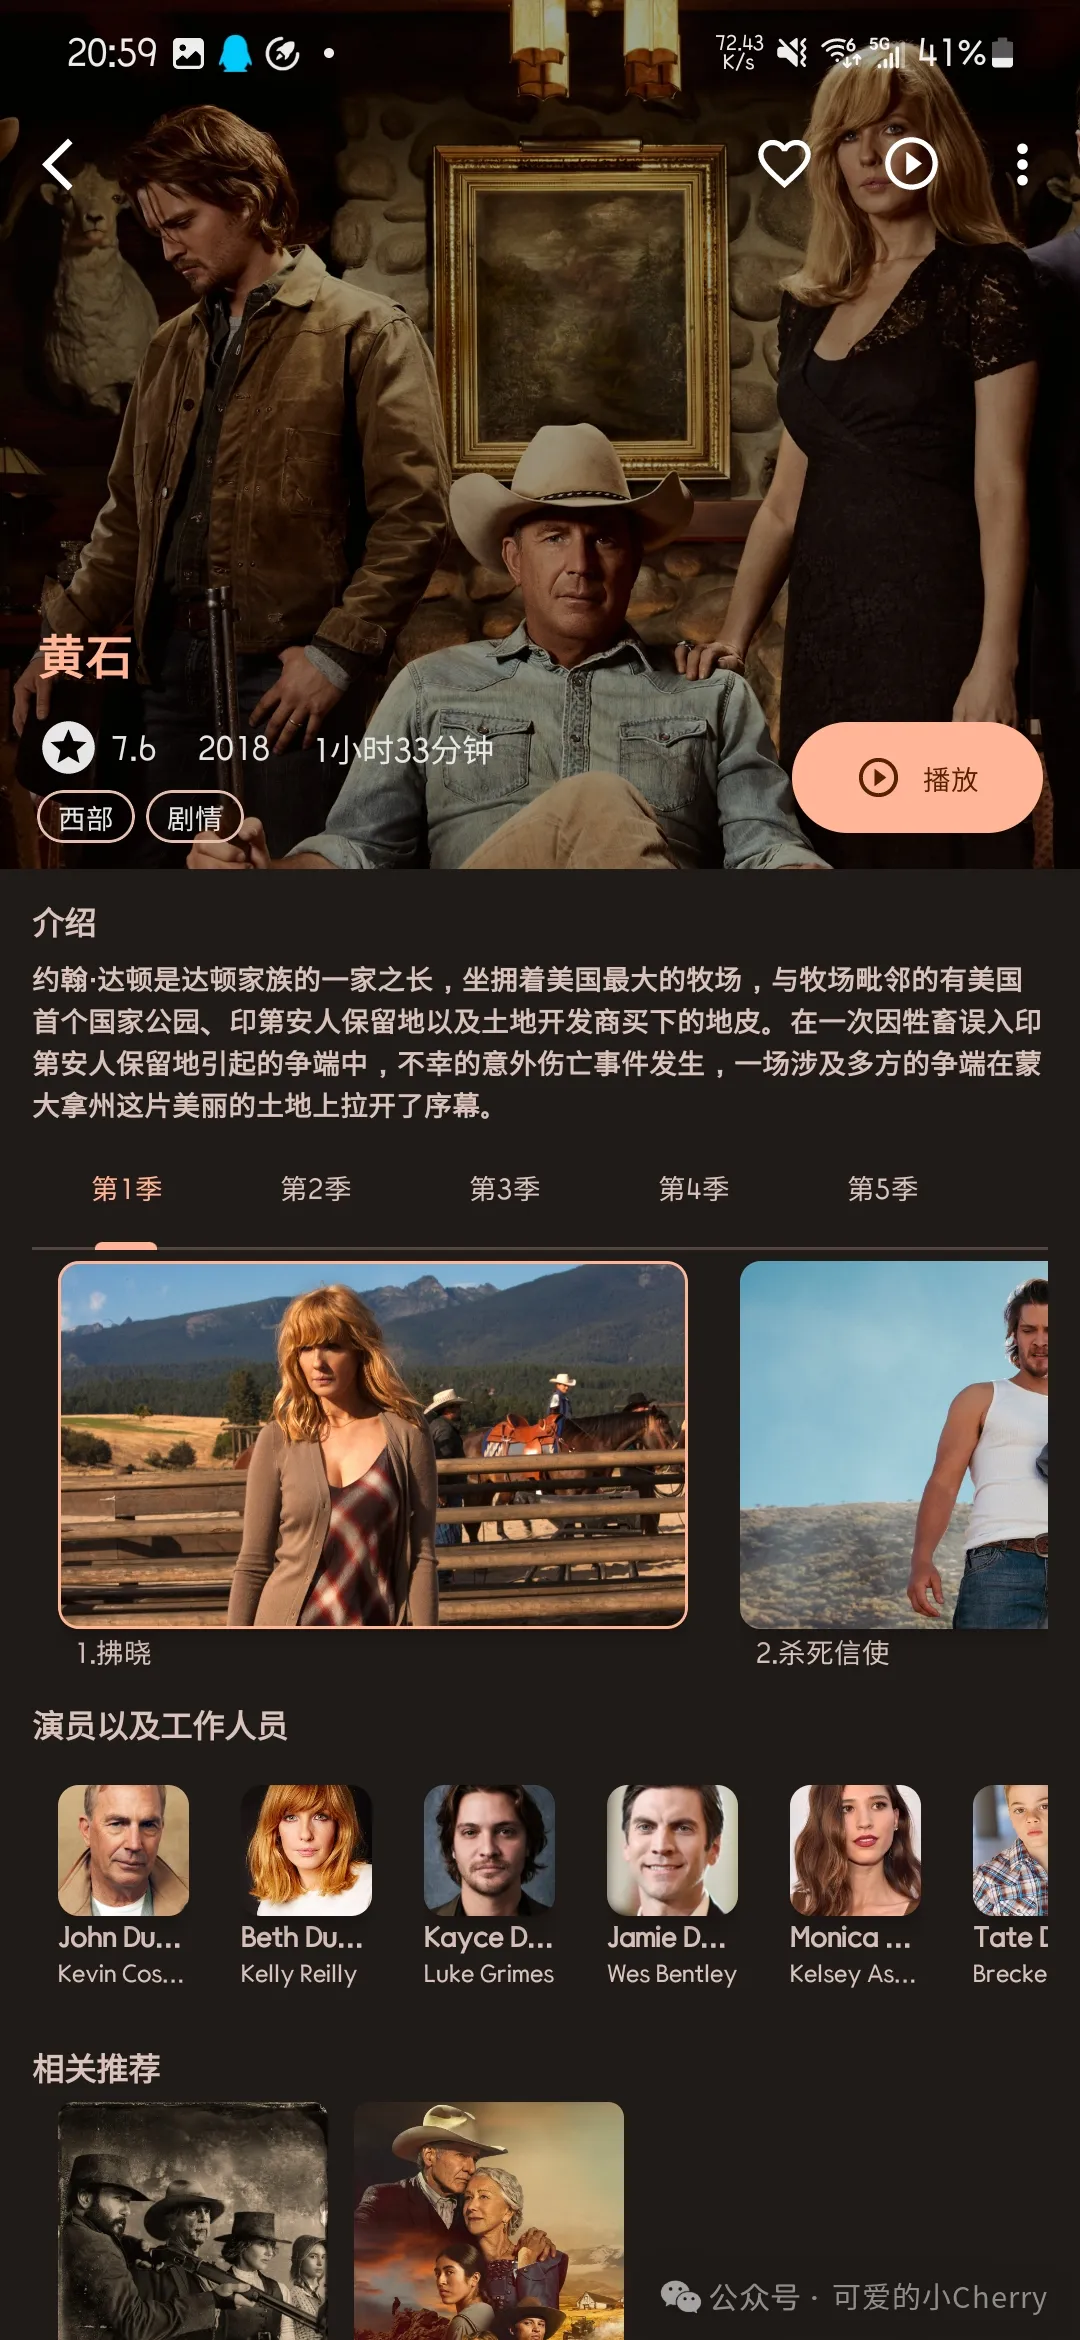 20:59
72.43
K/s
6
5G
41%
黄石
7.6 2018 1小时33分钟
播放
西部 剧情
介绍
约翰·达顿是达顿家族的一家之长，坐拥着美国最大的牧场，与牧场毗邻的有美国
首个国家公园、印第安人保留地以及土地开发商买下的地皮。在一次因牲畜误入印
第安人保留地引起的争端中，不幸的意外伤亡事件发生，一场涉及多方的争端在蒙
大拿州这片美丽的土地上拉开了序幕。
第1季 第2季 第3季 第4季 第5季
1.拂晓 2.杀死信使
演员以及工作人员
John Du... Beth Du... Kayce D... Jamie D... Monica ... Tate D
Kevin Cos... Kelly Reilly Luke Grimes Wes Bentley Kelsey As... Brecke
相关推荐
公众号 · 可爱的小Cherry